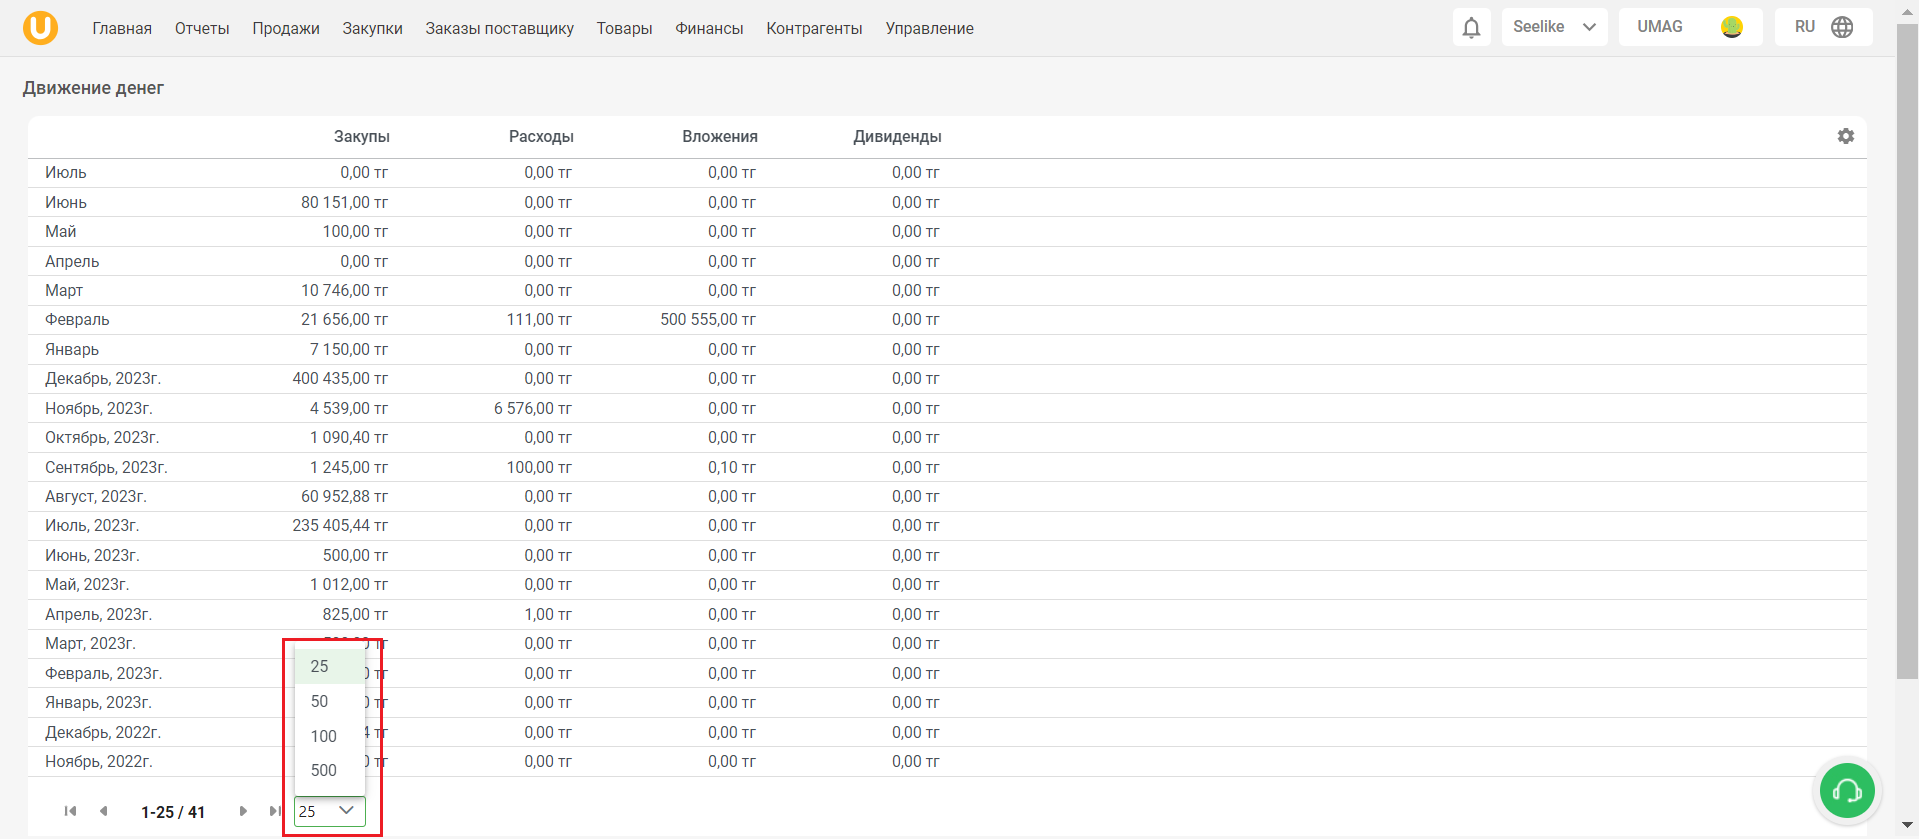 U Главная Отчеты Продажи Закупки Заказы поставщику Товары Финансы Контрагенты Управление Seelike UMAG RU
Движение денег
Закупы Расходы Вложения Дивиденды
Июль 0,00 тг 0,00 тг 0,00 тг 0,00 тг
Июнь 80 151,00 тг 0,00 тг 0,00 тг 0,00 тг
Май 100,00 тг 0,00 тг 0,00 тг 0,00 тг
Апрель 0,00 тг 0,00 тг 0,00 тг 0,00 тг
Март 10 746,00 тг 0,00 тг 0,00 тг 0,00 тг
Февраль 21 656,00 тг 111,00 тг 500 555,00 тг 0,00 тг
Январь 7 150,00 тг 0,00 тг 0,00 тг 0,00 тг
Декабрь, 2023г. 400 435,00 тг 0,00 тг 0,00 тг 0,00 тг
Ноябрь, 2023г. 4 539,00 тг 6 576,00 тг 0,00 тг 0,00 тг
Октябрь, 2023г. 1 090,40 тг 0,00 тг 0,00 тг 0,00 тг
Сентябрь, 2023г. 1 245,00 тг 100,00 тг 0,10 тг 0,00 тг
Август, 2023г. 60 952,88 тг 0,00 тг 0,00 тг 0,00 тг
Июль, 2023г. 235 405,44 тг 0,00 тг 0,00 тг 0,00 тг
Июнь, 2023г. 500,00 тг 0,00 тг 0,00 тг 0,00 тг
Май, 2023г. 1 012,00 тг 0,00 тг 0,00 тг 0,00 тг
Апрель, 2023г. 825,00 тг 1,00 тг 0,00 тг 0,00 тг
Март, 2023г. тг 0,00 тг 0,00 тг 0,00 тг
25
Февраль, 2023г. 0 тг 0,00 тг 0,00 тг 0,00 тг
50
Январь, 2023г. 0 тг 0,00 тг 0,00 тг 0,00 тг
100
Декабрь, 2022г. 4 тг 0,00 тг 0,00 тг 0,00 тг
500
Ноябрь, 2022г. 0 тг 0,00 тг 0,00 тг 0,00 тг
1-25 / 41 25